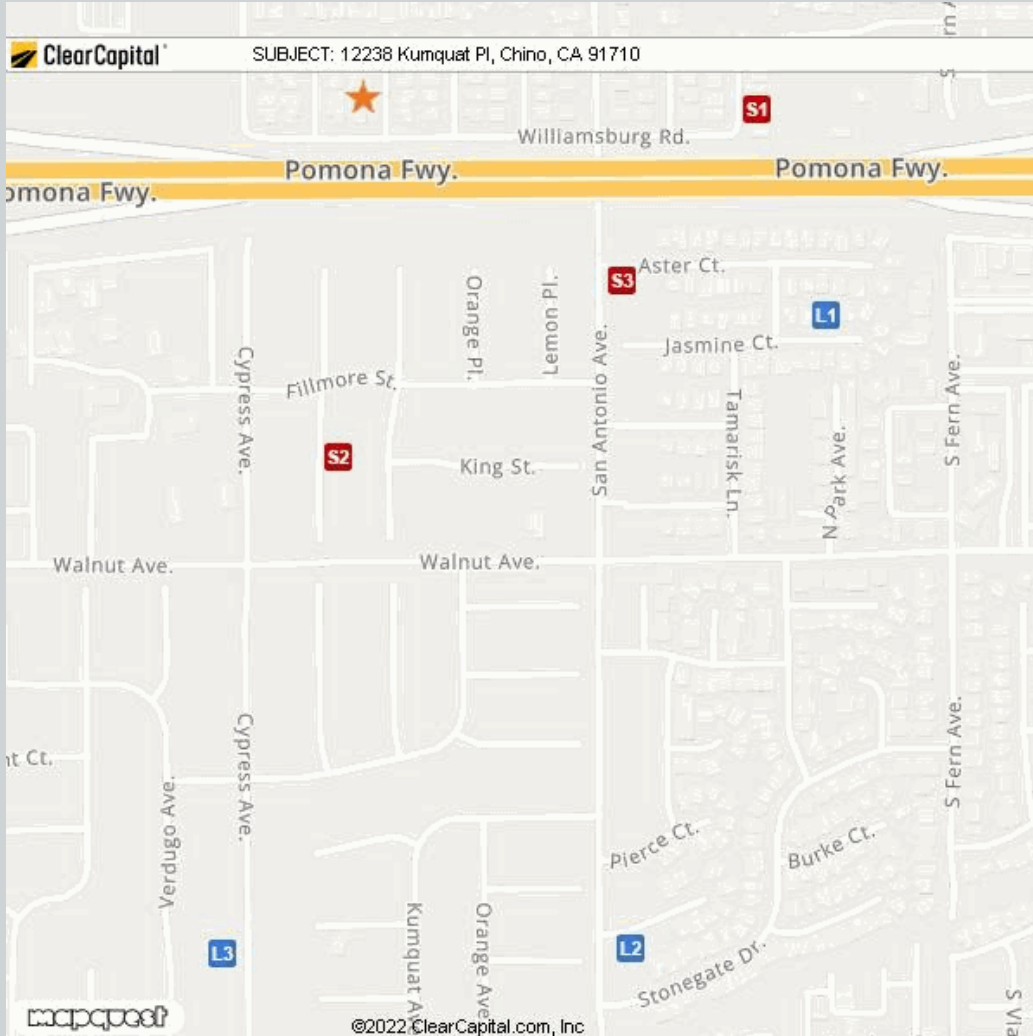 ClearCapital
SUBJECT: 12238 Kumquat Pl, Chino, CA 91710
S1
Williamsburg Rd.
Pomona Fwy.
Pomona Fwy.
omona Fwy.
Aster Ct.
S3
Orange Pl.
Lemon Pl.
L1
Jasmine Ct.
Cypress Ave.
San Antonio Ave.
S Fern Ave.
Fillmore St.
Tamarisk Ln.
N Park Ave.
S2
King St.
Walnut Ave.
Walnut Ave.
Cypress Ave.
S Fern Ave.
nt Ct.
Verdugo Ave.
Pierce Ct.
Burke Ct.
Kumquat Av
Orange Ave.
L3
L2
Stonegate Dr.
mapquest
©2022 ClearCapital.com, Inc